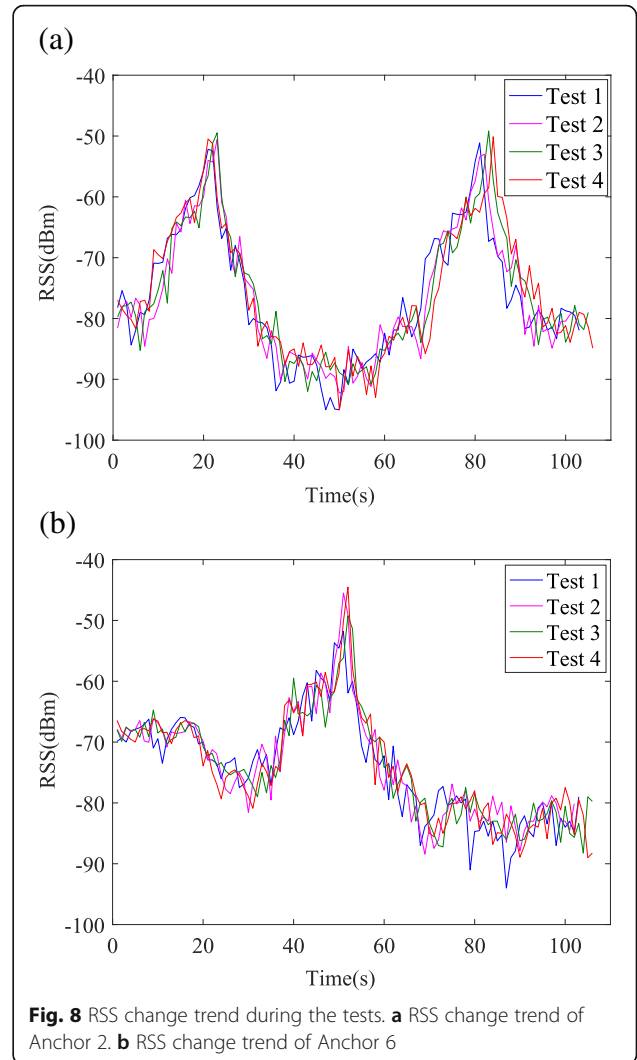 (a)
-40
-50
-60
-70
-80
-90
-100
RSS(dBm)
Test 1
Test 2
Test 3
Test 4
0 20 40 60 80 100
Time(s)
(b)
-40
-50
-60
-70
-80
-90
-100
RSS(dBm)
Test 1
Test 2
Test 3
Test 4
0 20 40 60 80 100
Time(s)
Fig. 8 RSS change trend during the tests. a RSS change trend of
Anchor 2. b RSS change trend of Anchor 6